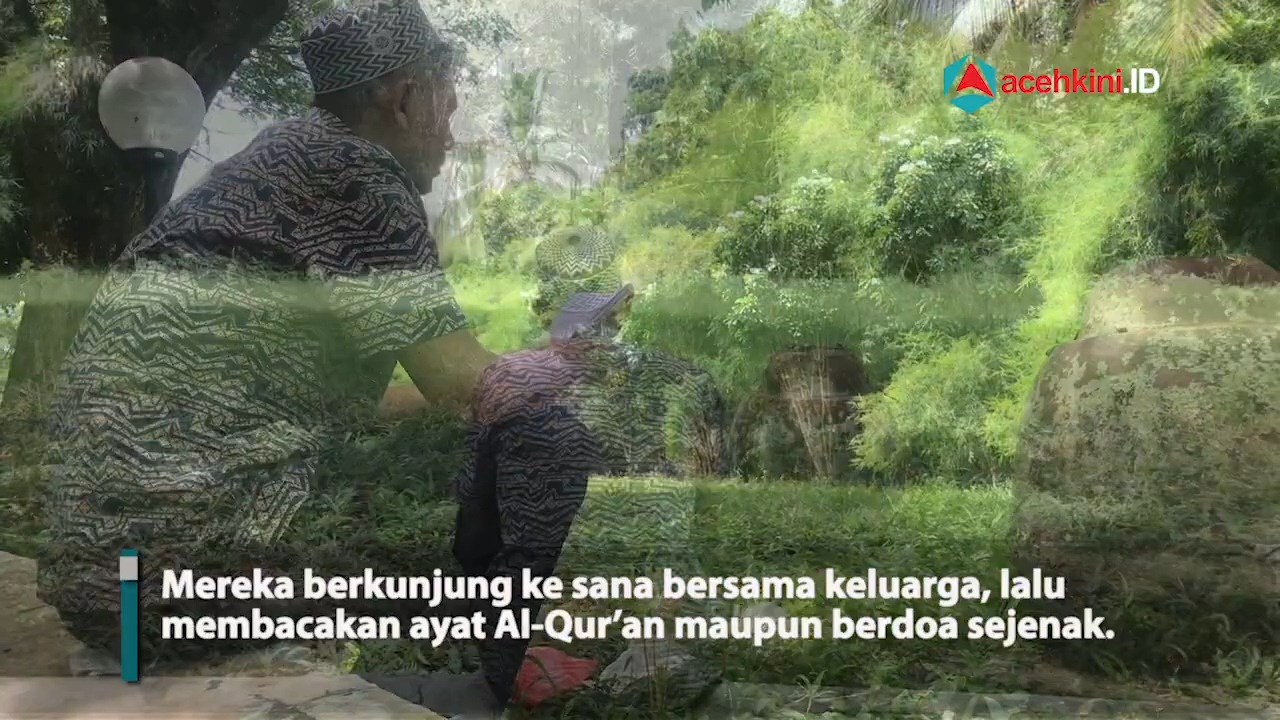 acehkini.ID
Mereka berkunjung ke sana bersama keluarga, lalu
membacakan ayat Al-Qur’an maupun berdoa sejenak.